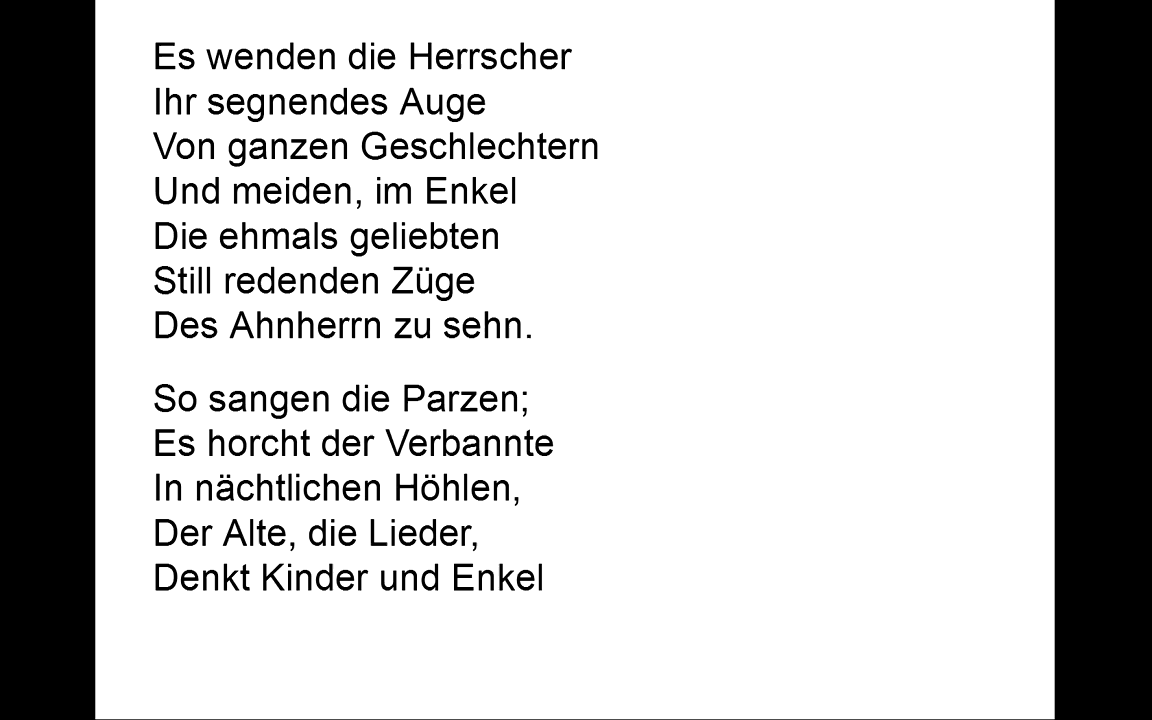 Es wenden die Herrscher
Ihr segnendes Auge
Von ganzen Geschlechtern
Und meiden, im Enkel
Die ehmals geliebten
Still redenden Züge
Des Ahnherrn zu sehn.
So sangen die Parzen;
Es horcht der Verbannte
In nächtlichen Höhlen,
Der Alte, die Lieder,
Denkt Kinder und Enkel